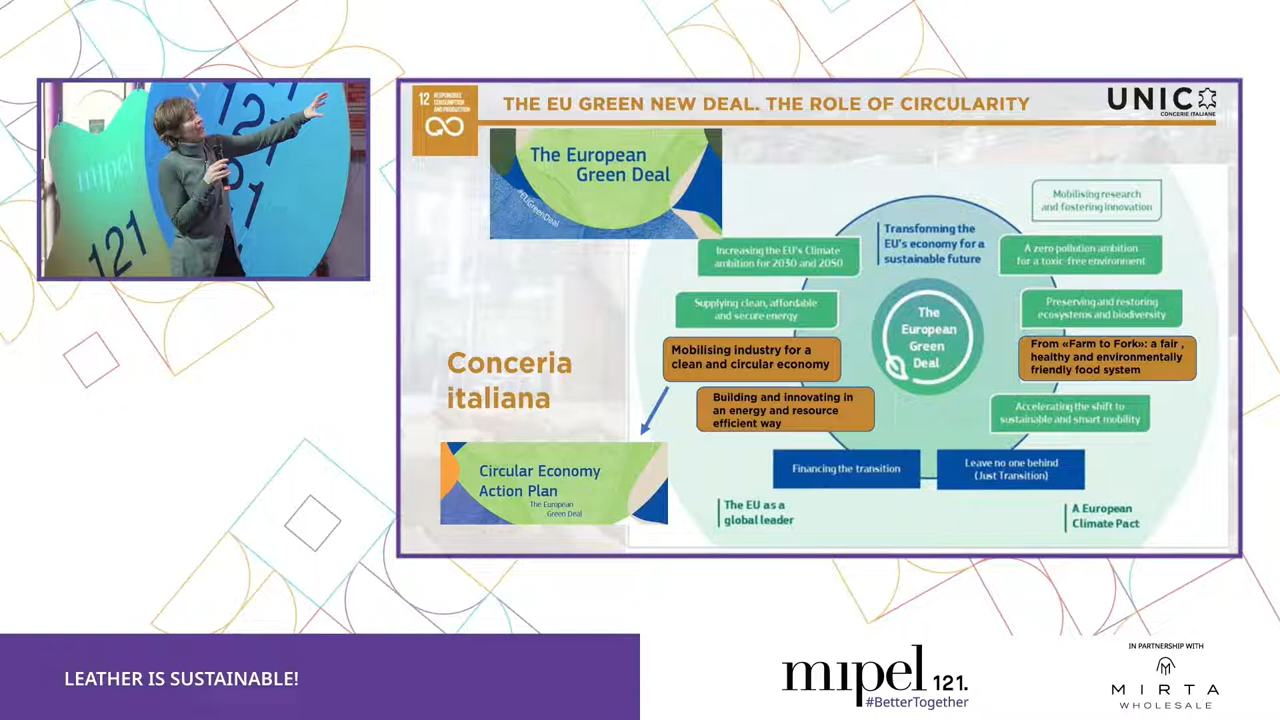 mipel
121
121
12 RESPONSIBLE
CONSUMPTION
AND PRODUCTION
THE EU GREEN NEW DEAL. THE ROLE OF CIRCULARITY
UNIC
CONCERIE ITALIANE
The European
Green Deal
#EUGreenDeal
Mobilising research
and fostering innovation
Transforming the
EU's economy for a
sustainable future
Increasing the EU's Climate
ambition for 2030 and 2050
A zero pollution ambition
for a toxic-free environment
Supplying clean, affordable
and secure energy
Preserving and restoring
ecosystems and biodiversity
The
European
Green
Deal
Mobilising industry for a
clean and circular economy
From «Farm to Fork»: a fair ,
healthy and environmentally
friendly food system
Conceria
italiana
Building and innovating in
an energy and resource
efficient way
Accelerating the shift to
sustainable and smart mobility
Financing the transition
Leave no one behind
(Just Transition)
Circular Economy
Action Plan
The European
Green Deal
The EU as a
global leader
A European
Climate Pact
LEATHER IS SUSTAINABLE!
mipel 121.
#BetterTogether
IN PARTNERSHIP WITH
MIRTA
WHOLESALE